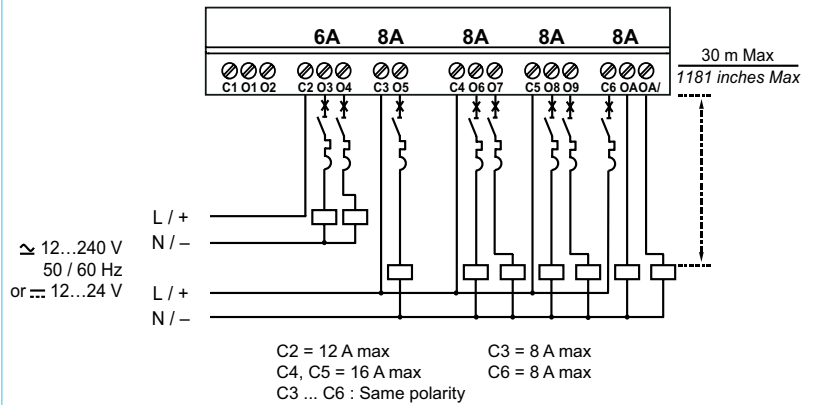 6A 8A 8A 8A 8A
C1 O1 O2 C2 O3 O4 C3 O5 C4 O6 O7 C5 O8 O9 C6 OA OA/
30 m Max
1181 inches Max
L / +
N / –
≃ 12...240 V
50 / 60 Hz
or ⎓ 12...24 V
L / +
N / –
C2 = 12 A max C3 = 8 A max
C4, C5 = 16 A max C6 = 8 A max
C3 ... C6 : Same polarity